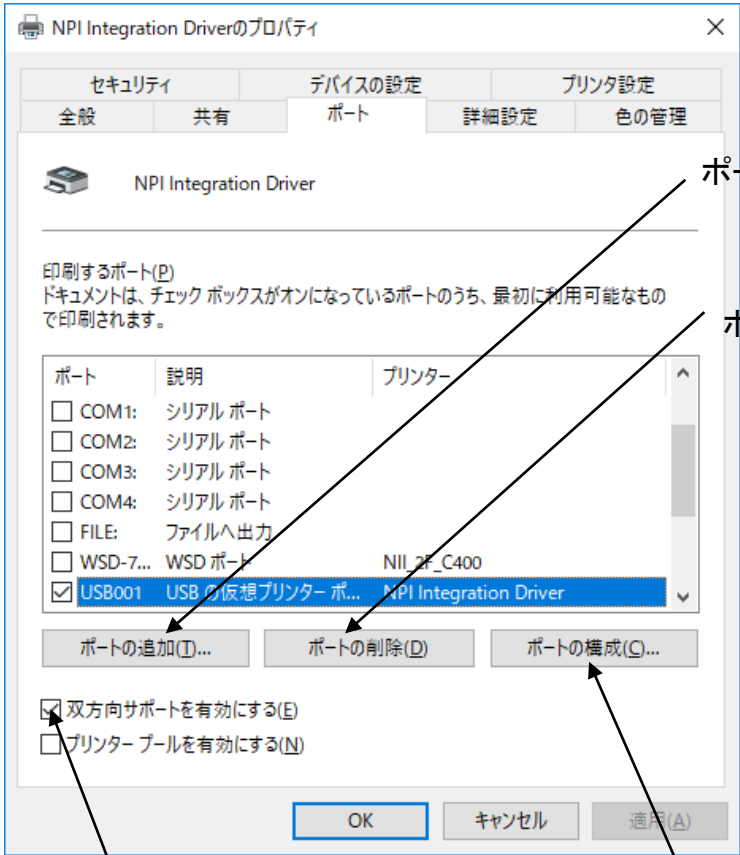 NPI Integration Driverのプロパティ
セキュリティ デバイスの設定 プリンタ設定
全般 共有 ポート 詳細設定 色の管理
NPI Integration Driver
ポー
印刷するポート(P)
ドキュメントは、チェック ボックスがオンになっているポートのうち、最初に利用可能なもの
で印刷されます。
ポート 説明 プリンター
COM1: シリアル ポート
COM2: シリアル ポート
COM3: シリアル ポート
COM4: シリアル ポート
FILE: ファイルへ出力
WSD-7... WSD ポート NII_2F_C400
USB001 USB の仮想プリンター ポ... NPI Integration Driver
ポートの追加(T)... ポートの削除(D) ポートの構成(C)...
双方向サポートを有効にする(E)
プリンター プールを有効にする(N)
OK キャンセル 適用(A)